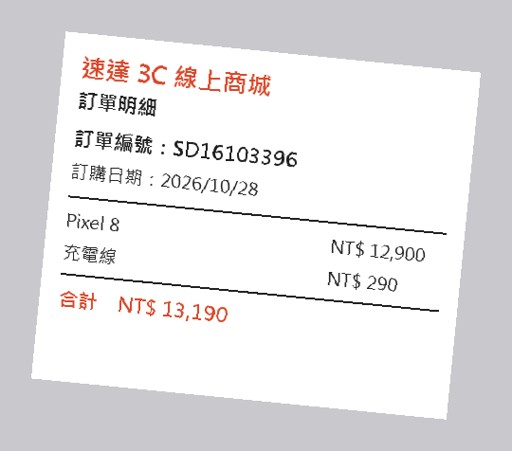 速達 3C 線上商城
訂單明細
訂單編號：SD16103396
訂購日期：2026/10/28
Pixel 8 NT$ 12,900
充電線 NT$ 290
合計 NT$ 13,190